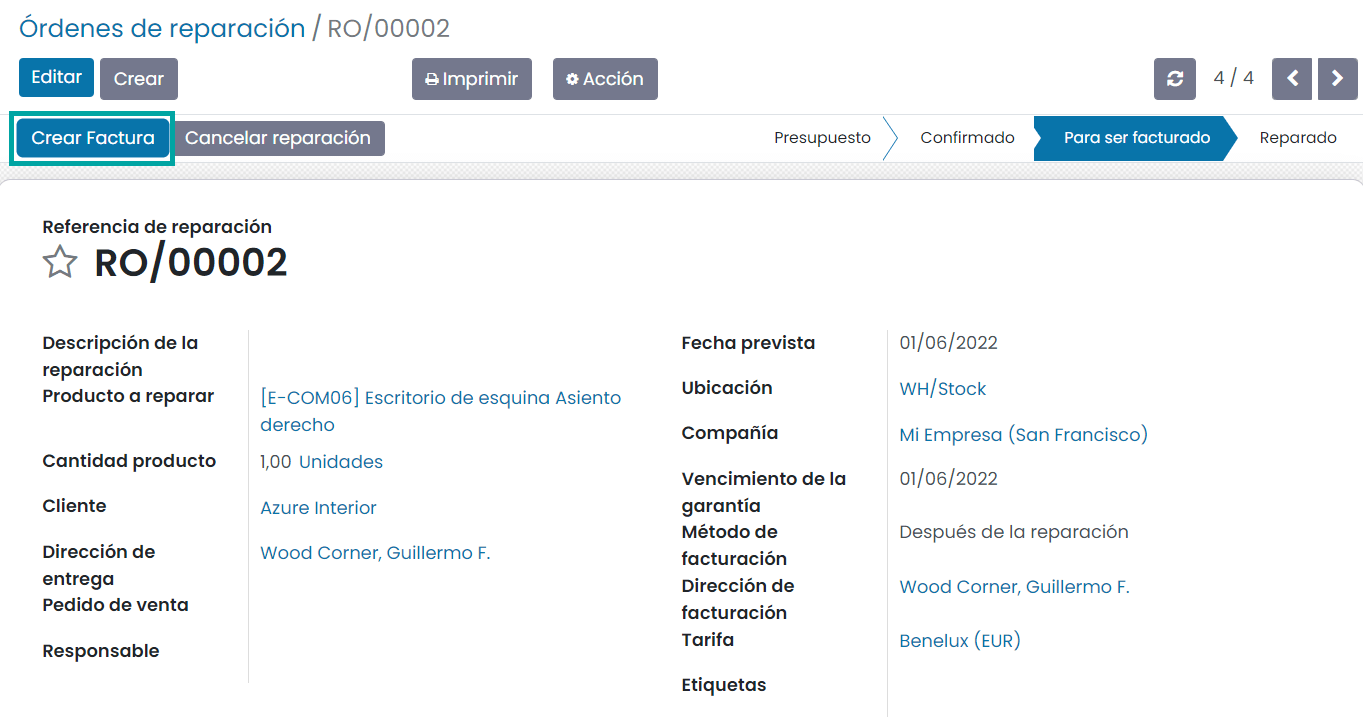 Órdenes de reparación / RO/00002
Editar Crear Imprimir Acción 4 / 4
Crear Factura Cancelar reparación Presupuesto Confirmado Para ser facturado Reparado
Referencia de reparación
RO/00002
Descripción de la
reparación
Producto a reparar [E-COM06] Escritorio de esquina Asiento
derecho
Cantidad producto 1,00 Unidades
Cliente Azure Interior
Dirección de Wood Corner, Guillermo F.
entrega
Pedido de venta
Responsable
Fecha prevista 01/06/2022
Ubicación WH/Stock
Compañía Mi Empresa (San Francisco)
Vencimiento de la 01/06/2022
garantía
Método de Después de la reparación
facturación
Dirección de Wood Corner, Guillermo F.
facturación
Tarifa Benelux (EUR)
Etiquetas